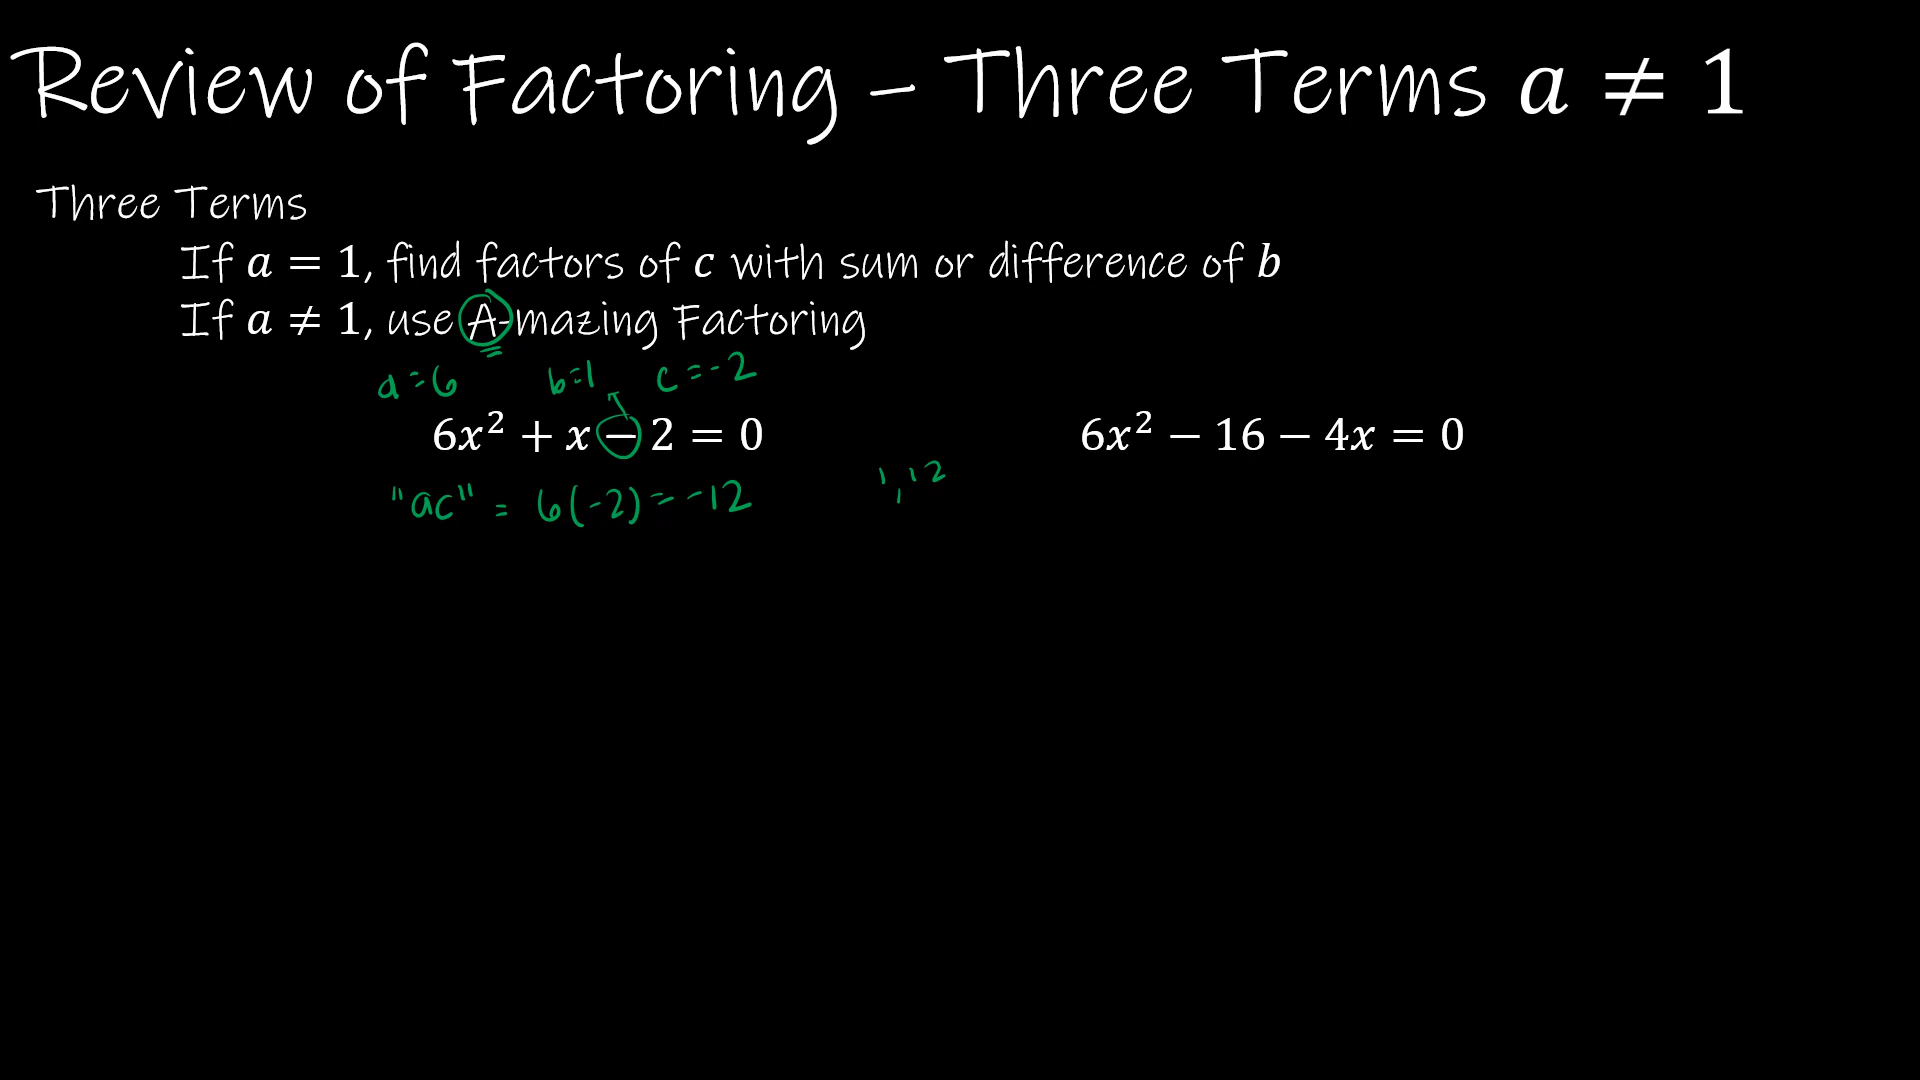 Review of Factoring – Three Terms a ≠ 1
Three Terms
If a = 1, find factors of c with sum or difference of b
If a ≠ 1, use A-mazing Factoring
a = 6 b = 1 c = -2
6x² + x − 2 = 0
6x² − 16 − 4x = 0
"ac" = 6(-2) = -12
1, 12